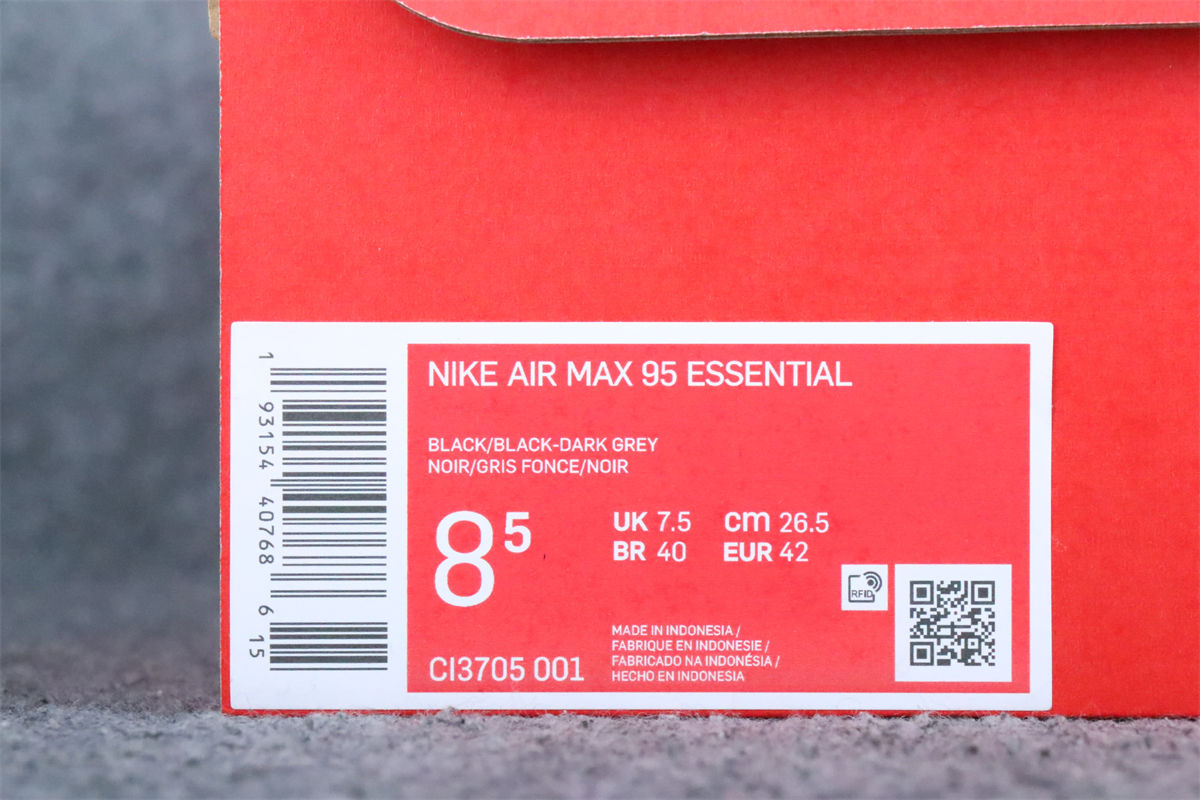 NIKE AIR MAX 95 ESSENTIAL
BLACK/BLACK-DARK GREY
NOIR/GRIS FONCE/NOIR
8 5
UK 7.5 cm 26.5
BR 40 EUR 42
RFID
MADE IN INDONESIA /
FABRIQUE EN INDONESIE /
FABRICADO NA INDONÉSIA /
HECHO EN INDONESIA
CI3705 001
1 93154 40768 6 15